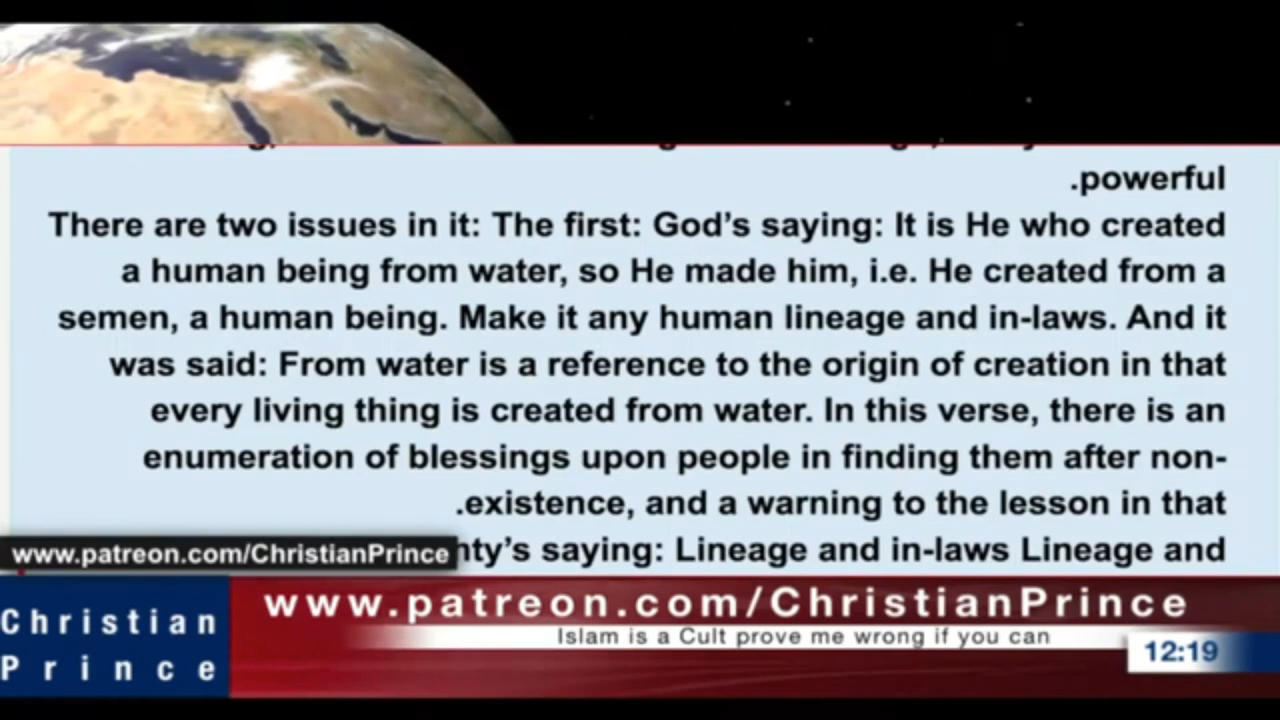 .powerful
There are two issues in it: The first: God's saying: It is He who created
a human being from water, so He made him, i.e. He created from a
semen, a human being. Make it any human lineage and in-laws. And it
was said: From water is a reference to the origin of creation in that
every living thing is created from water. In this verse, there is an
enumeration of blessings upon people in finding them after non-
.existence, and a warning to the lesson in that
saying: Lineage and in-laws Lineage and
www.patreon.com/ChristianPrince
www.patreon.com/ChristianPrince
Islam is a Cult prove me wrong if you can
Christian
Prince
12:19